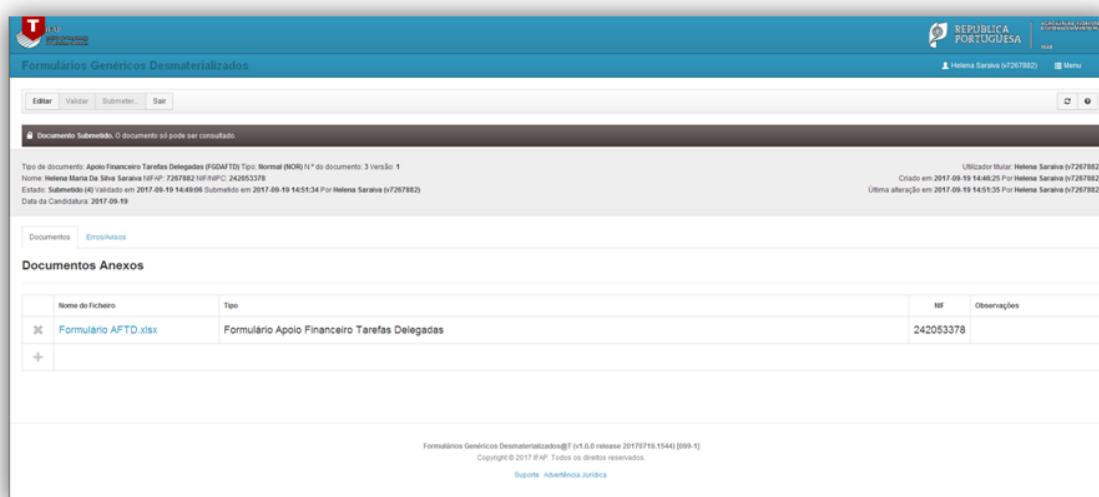 T
IFAP
REPÚBLICA
PORTUGUESA
Formulários Genéricos Desmaterializados
Helena Saraiva (v7267882) Menu
Editar Validar Submeter... Sair
Documento Submetido. O documento só pode ser consultado.
Tipo de documento: Apoio Financeiro Tarefas Delegadas (FGDAFTD) Tipo: Normal (NOR) N.º do documento: 3 Versão: 1
Nome: Helena Maria Da Silva Saraiva NIFAP: 7267882 NIF/NIPC: 242053378
Estado: Submetido (4) Validado em 2017-09-19 14:49:06 Submetido em 2017-09-19 14:51:34 Por Helena Saraiva (v7267882)
Data da Candidatura: 2017-09-19
Utilizador titular: Helena Saraiva (v7267882
Criado em 2017-09-19 14:46:25 Por Helena Saraiva (v7267882
Última alteração em 2017-09-19 14:51:35 Por Helena Saraiva (v7267882
Documentos Erros/Avisos
Documentos Anexos
Nome do Ficheiro Tipo NIF Observações
Formulário AFTD.xlsx Formulário Apoio Financeiro Tarefas Delegadas 242053378
Formulários Genéricos Desmaterializados@T (v1.0.0 release 20170719.1544) [099-1]
Copyright © 2017 IFAP. Todos os direitos reservados.
Suporte Advertência Jurídica